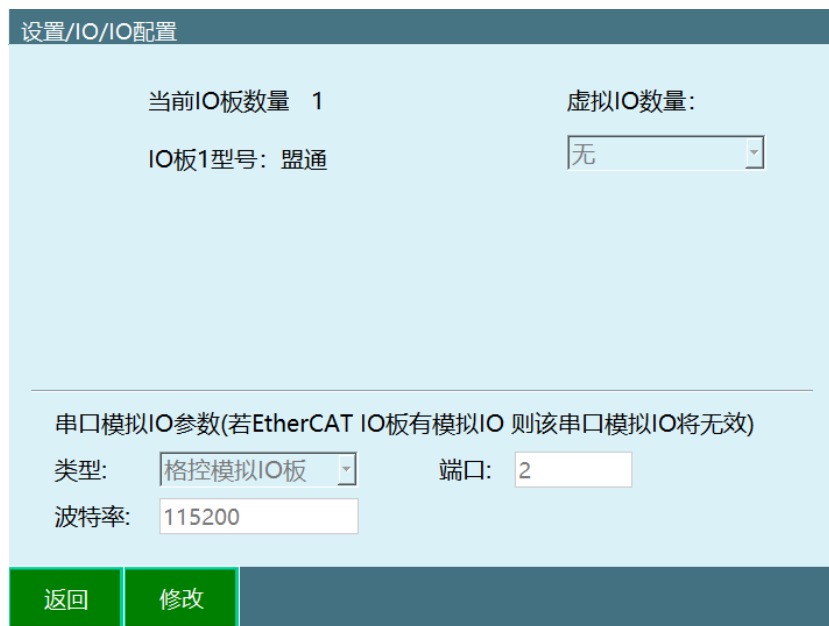 设置/IO/IO配置
当前IO板数量 1 虚拟IO数量：
IO板1型号：盟通 无
串口模拟IO参数(若EtherCAT IO板有模拟IO 则该串口模拟IO将无效)
类型: 格控模拟IO板 端口: 2
波特率: 115200
返回 修改